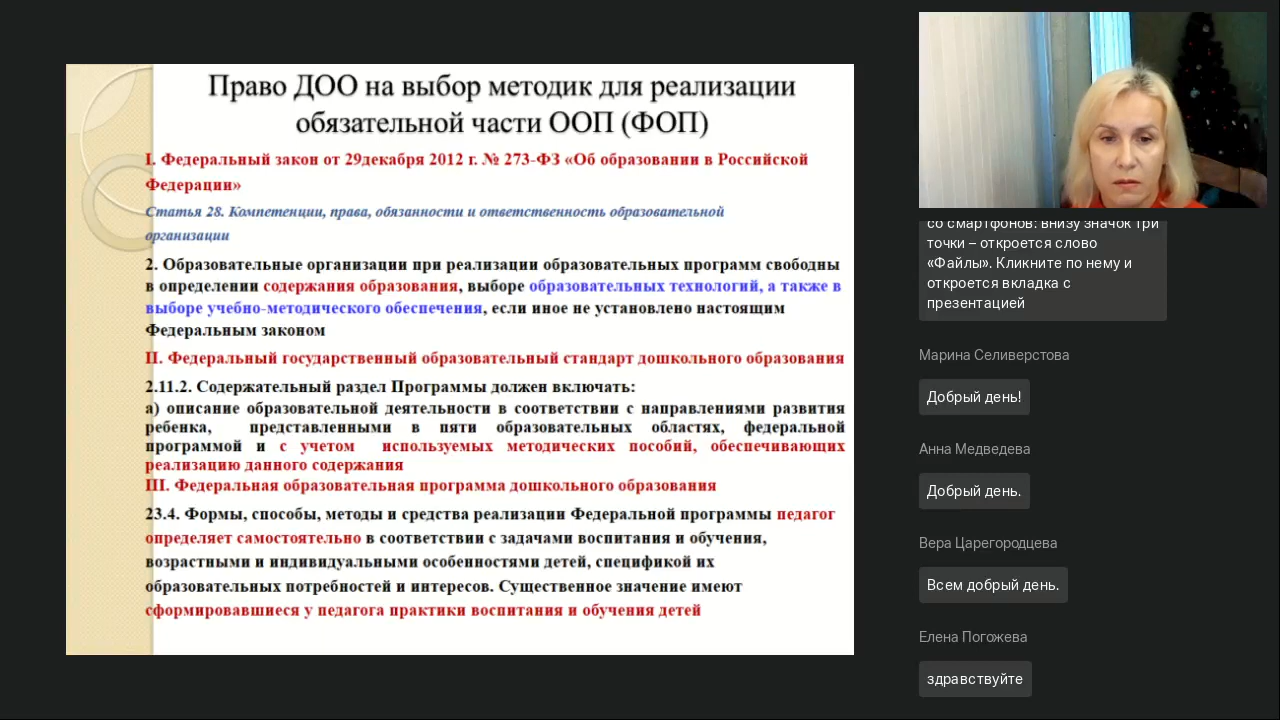 Право ДОО на выбор методик для реализации
обязательной части ООП (ФОП)
I. Федеральный закон от 29декабря 2012 г. № 273-ФЗ «Об образовании в Российской
Федерации»
Статья 28. Компетенции, права, обязанности и ответственность образовательной
организации
2. Образовательные организации при реализации образовательных программ свободны
в определении содержания образования, выборе образовательных технологий, а также в
выборе учебно-методического обеспечения, если иное не установлено настоящим
Федеральным законом
II. Федеральный государственный образовательный стандарт дошкольного образования
2.11.2. Содержательный раздел Программы должен включать:
а) описание образовательной деятельности в соответствии с направлениями развития
ребенка, представленными в пяти образовательных областях, федеральной
программой и с учетом используемых методических пособий, обеспечивающих
реализацию данного содержания
III. Федеральная образовательная программа дошкольного образования
23.4. Формы, способы, методы и средства реализации Федеральной программы педагог
определяет самостоятельно в соответствии с задачами воспитания и обучения,
возрастными и индивидуальными особенностями детей, спецификой их
образовательных потребностей и интересов. Существенное значение имеют
сформировавшиеся у педагога практики воспитания и обучения детей
со смартфонов: внизу значок три
точки – откроется слово
«Файлы». Кликните по нему и
откроется вкладка с
презентацией
Марина Селиверстова
Добрый день!
Анна Медведева
Добрый день.
Вера Царегородцева
Всем добрый день.
Елена Погожева
здравствуйте